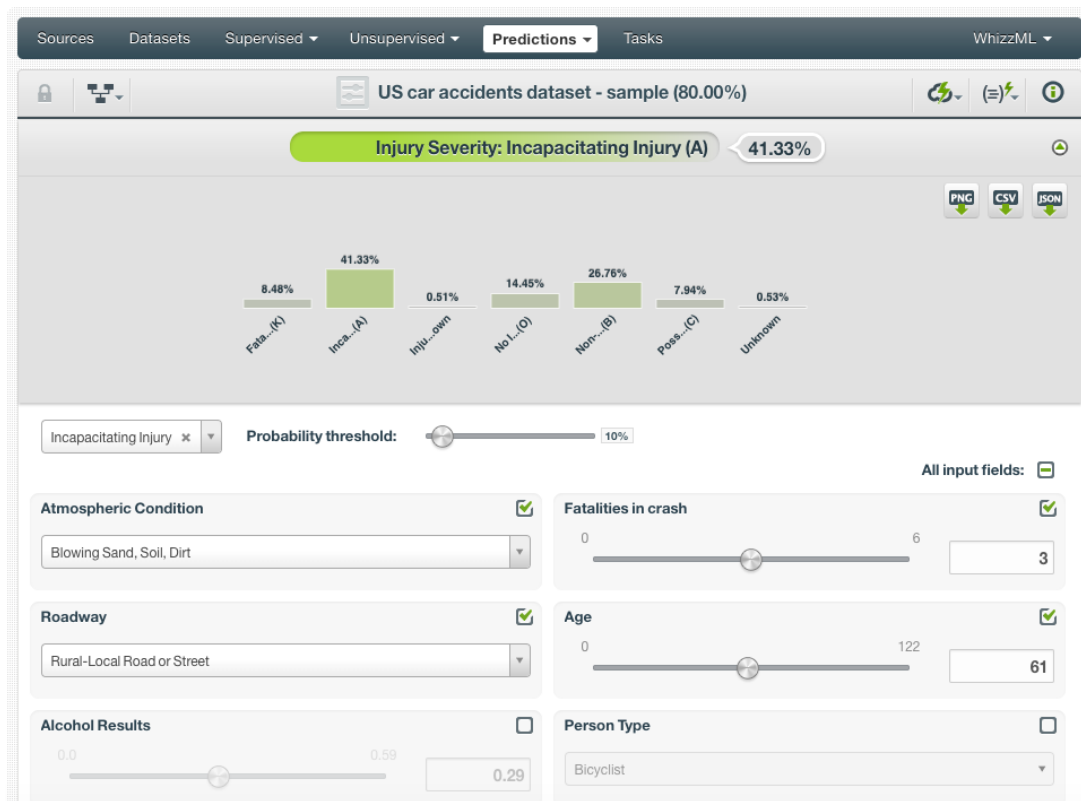 Sources Datasets Supervised Unsupervised Predictions Tasks WhizzML
US car accidents dataset - sample (80.00%)
Injury Severity: Incapacitating Injury (A) 41.33%
PNG CSV JSON
8.48% 41.33% 0.51% 14.45% 26.76% 7.94% 0.53%
Fata...(K) Inca...(A) Inju...own No I...(O) Non-...(B) Poss...(C) Unknown
Incapacitating Injury Probability threshold: 10%
All input fields:
Atmospheric Condition
Blowing Sand, Soil, Dirt
Fatalities in crash
0 6
3
Roadway
Rural-Local Road or Street
Age
0 122
61
Alcohol Results
0.0 0.59
0.29
Person Type
Bicyclist